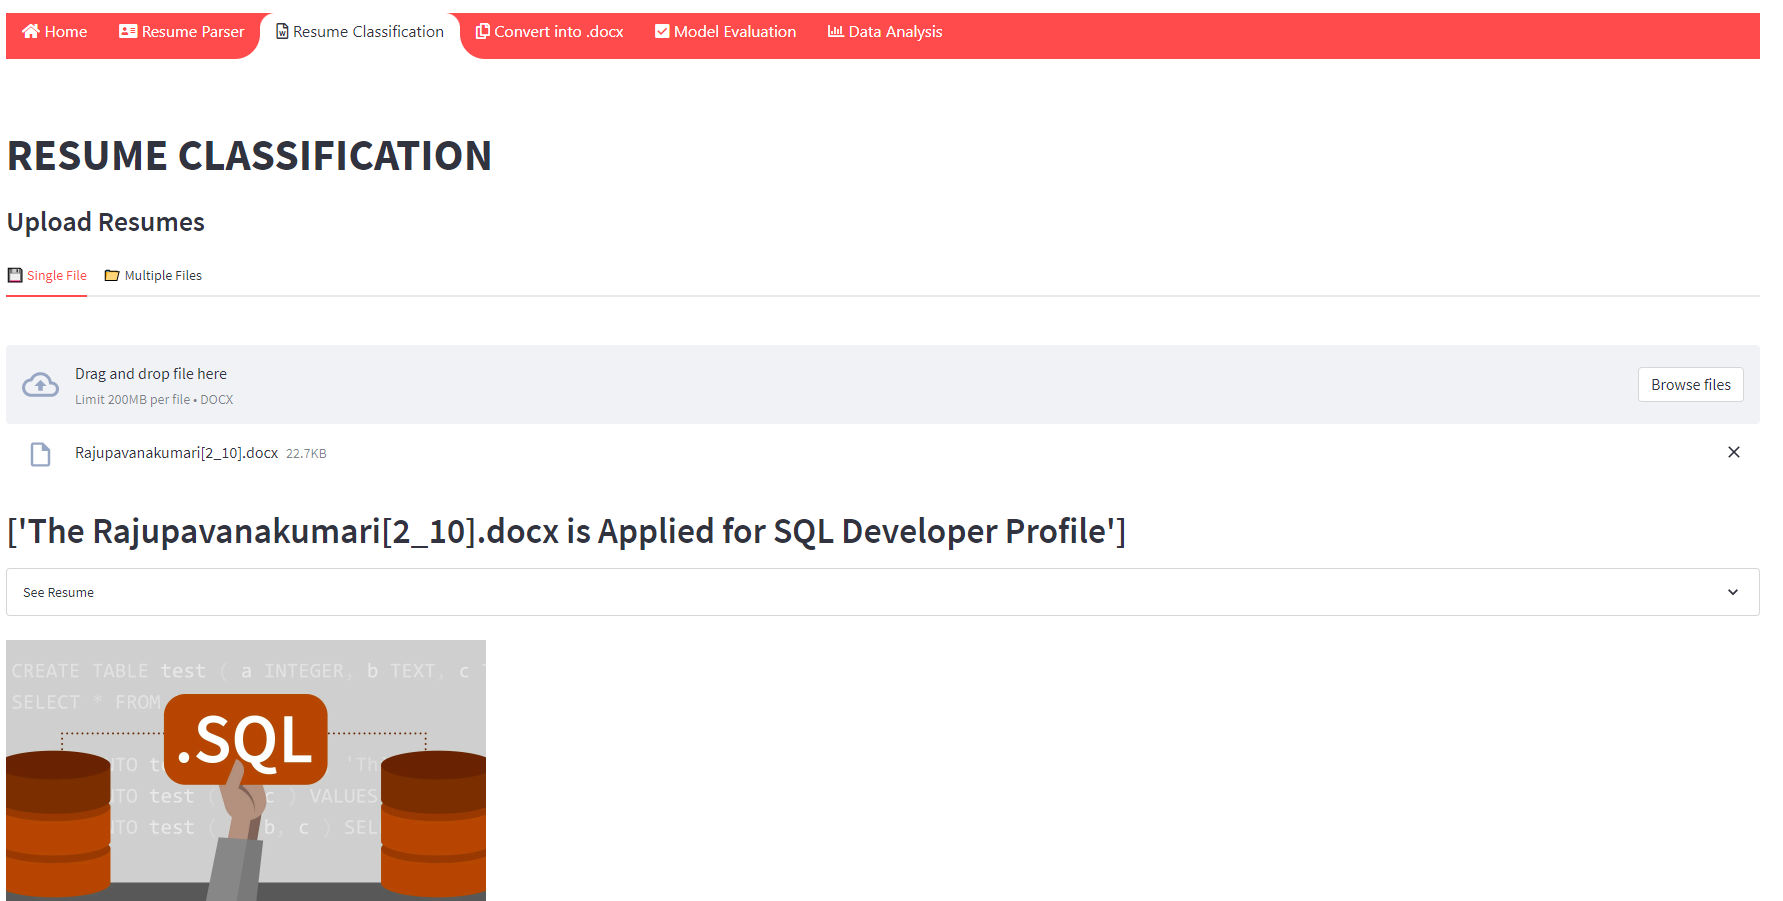 Home Resume Parser Resume Classification Convert into .docx Model Evaluation Data Analysis
RESUME CLASSIFICATION
Upload Resumes
Single File Multiple Files
Drag and drop file here
Limit 200MB per file • DOCX
Browse files
Rajupavanakumari[2_10].docx 22.7KB
['The Rajupavanakumari[2_10].docx is Applied for SQL Developer Profile']
See Resume
CREATE TABLE test ( a INTEGER, b TEXT, c
SELECT * FROM
.SQL
test ( c ) VALUES
test ( b, c )